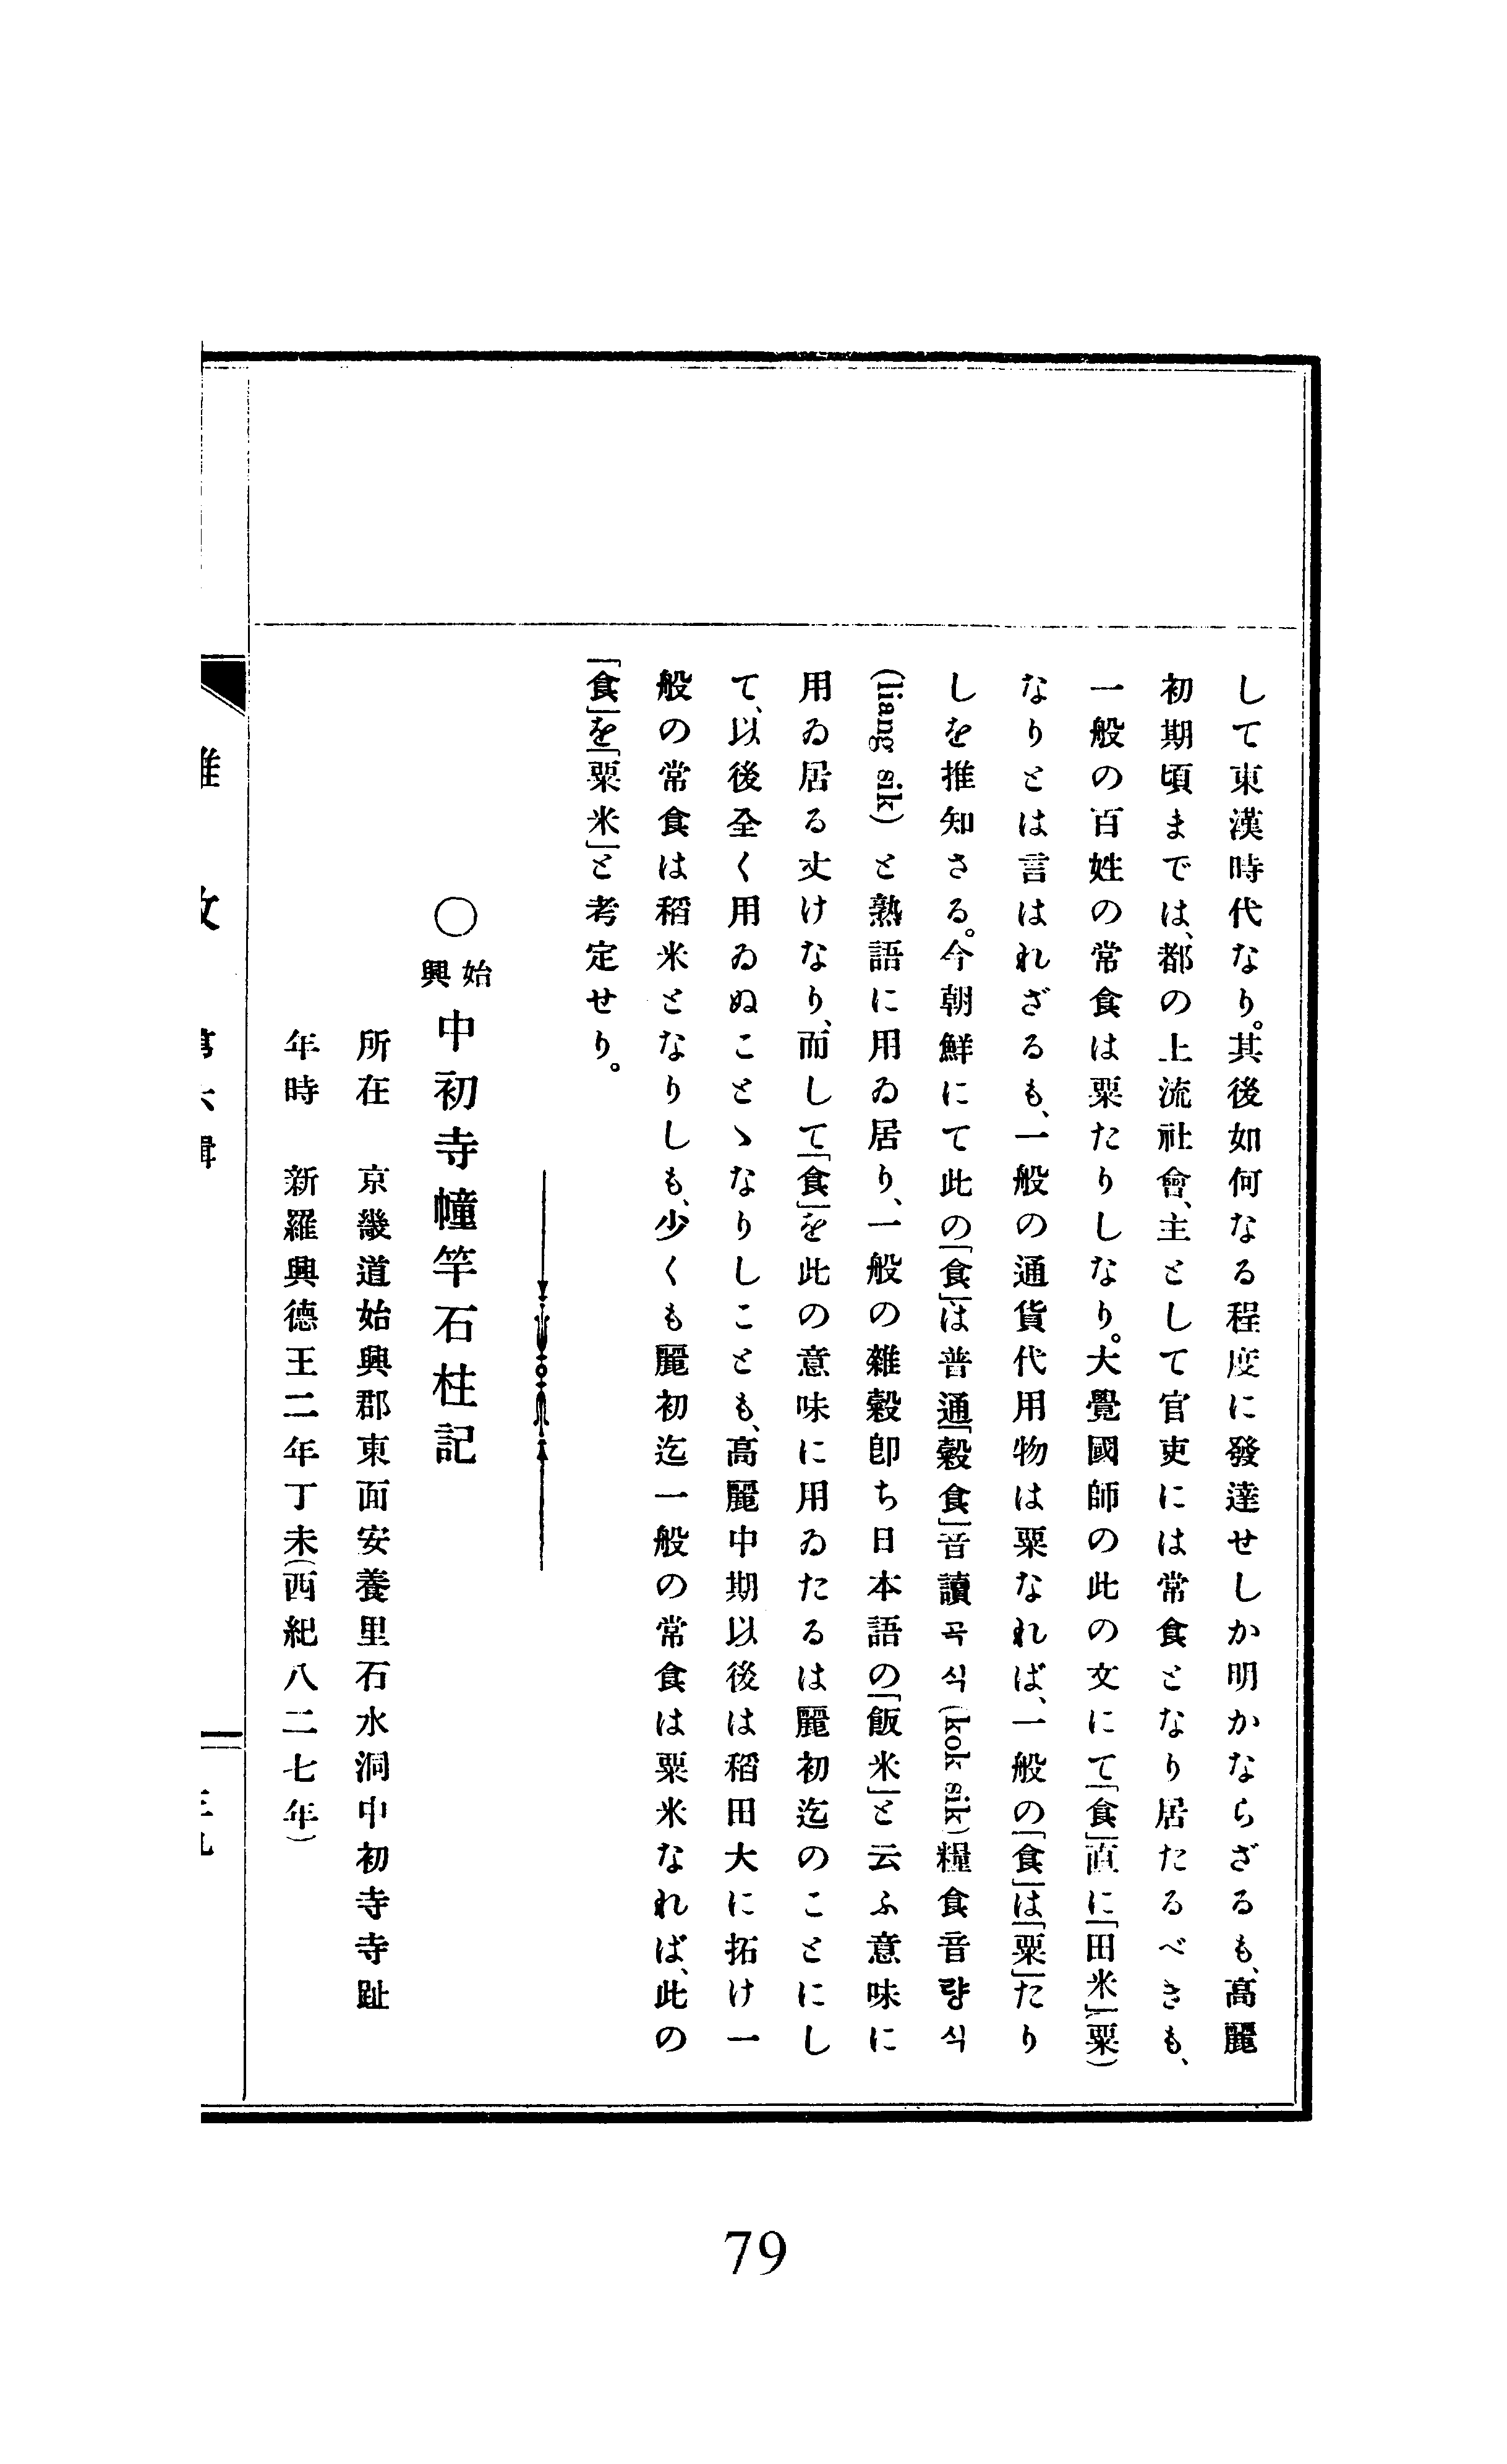 して東漢時代なり。其後如何なる程度に發達せしか明かならざるも、高麗
初期頃までは、都の上流社會、主として官吏には常食となり居たるべきも、
一般の百姓の常食は粟たりしなり。大覺國師の此の文にて「食」直に「田米」(粟)
なりとは言はれざるも、一般の通貨代用物は粟なれば、一般の「食」は「粟」たり
しを推知さる。今朝鮮にて此の「食」は普通「穀食」音讀곡식(kok sik)糧食音량식
(liang sik)と熟語に用ゐ居り、一般の雜穀卽ち日本語の「飯米」と云ふ意味に
用ゐ居る丈けなり、而して「食」を此の意味に用ゐたるは麗初迄のことにし
て、以後全く用ゐぬことゝなりしことも、高麗中期以後は稻田大に拓け一
般の常食は稻米となりしも、少くも麗初迄一般の常食は粟米なれば、此の
「食」を「粟米」と考定せり。
○始興中初寺幢竿石柱記
所在 京畿道始興郡東面安養里石水洞中初寺寺趾
年時 新羅興德王二年丁未(西紀八二七年)
79